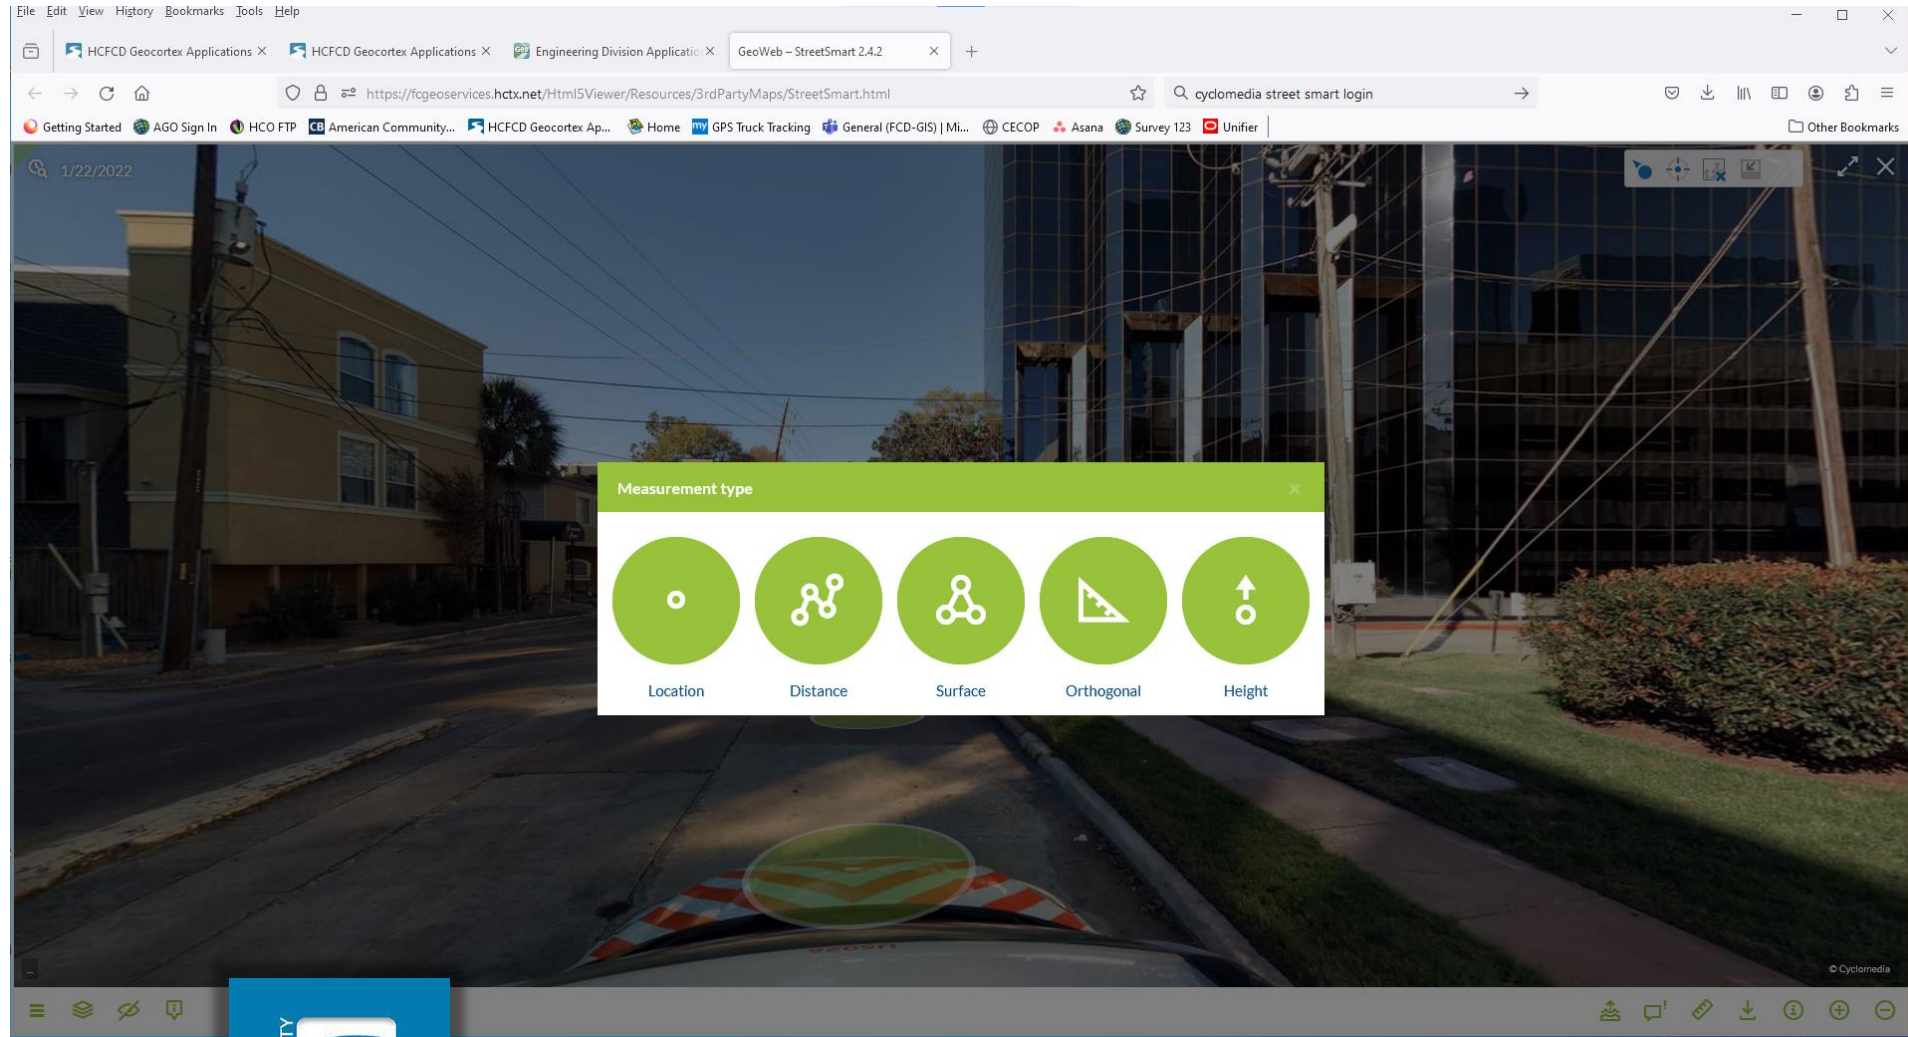 File Edit View History Bookmarks Tools Help
HCFCD Geocortex Applications
HCFCD Geocortex Applications
Engineering Division Applicatio
GeoWeb – StreetSmart 2.4.2
https://fcgeoservices.hctx.net/Html5Viewer/Resources/3rdPartyMaps/StreetSmart.html
cyclomedia street smart login
Getting Started AGO Sign In HCO FTP CB American Community... HCFCD Geocortex Ap... Home my GPS Truck Tracking General (FCD-GIS) | Mi... CECOP Asana Survey 123 Unifier Other Bookmarks
1/22/2022
Measurement type
Location Distance Surface Orthogonal Height
US026
...
© Cyclomedia